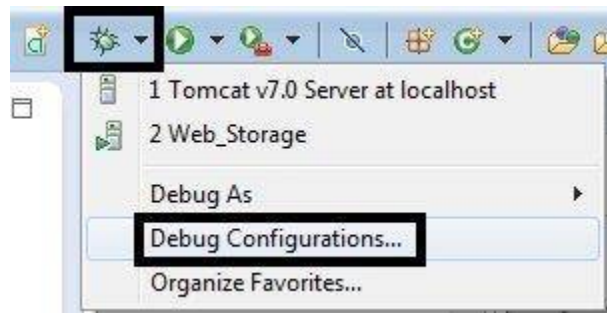 1 Tomcat v7.0 Server at localhost
2 Web_Storage
Debug As
Debug Configurations...
Organize Favorites...